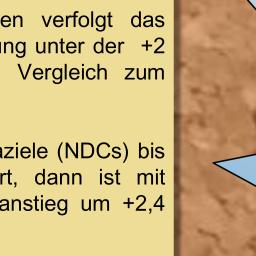 en verfolgt das
ung unter der +2
Vergleich zum
aziele (NDCs) bis
rt, dann ist mit
anstieg um +2,4